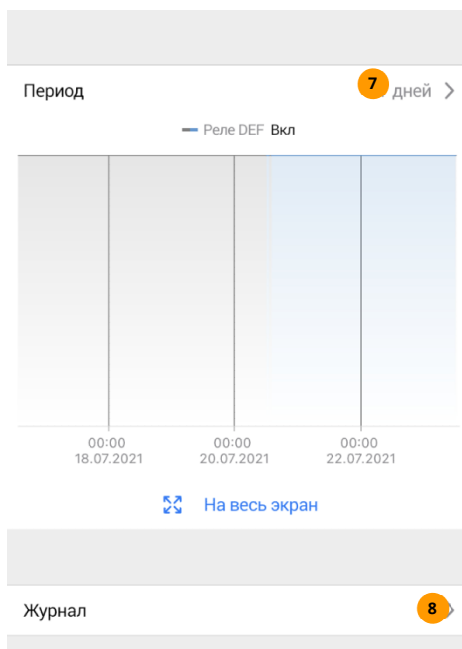 Период 7 дней
Реле DEF Вкл
00:00 00:00 00:00
18.07.2021 20.07.2021 22.07.2021
На весь экран
Журнал 8